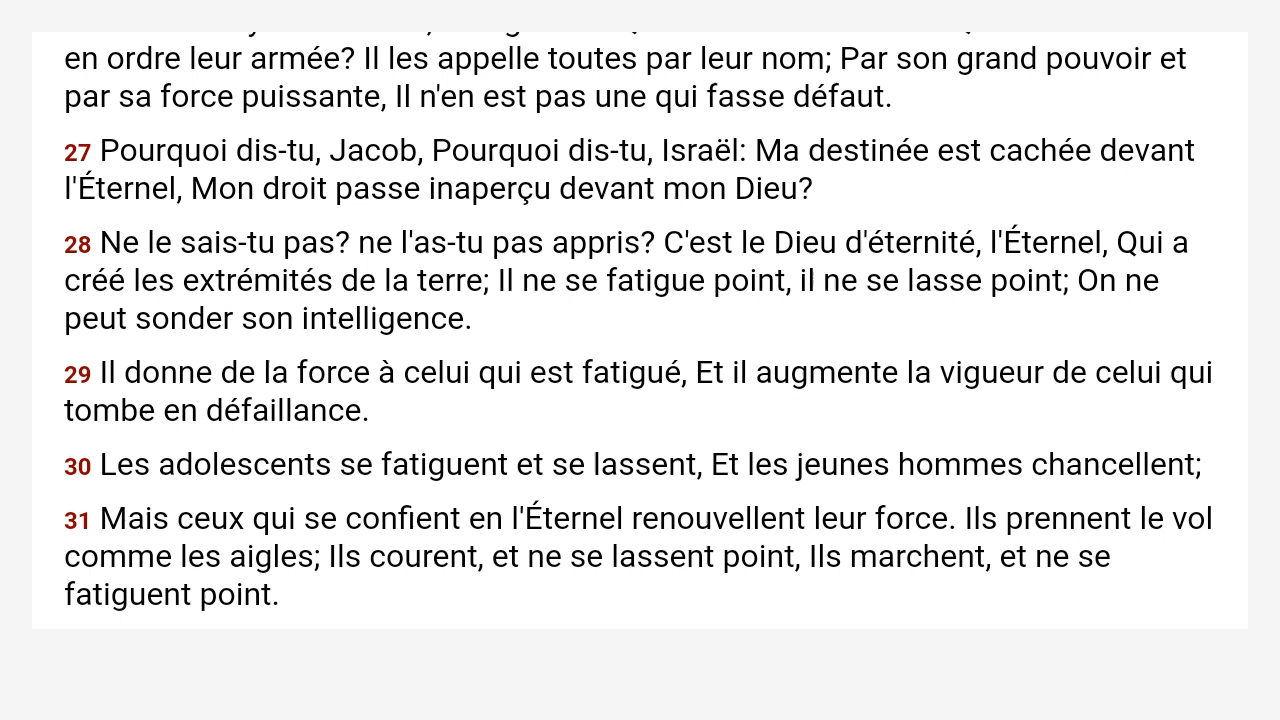 en ordre leur armée? Il les appelle toutes par leur nom; Par son grand pouvoir et
par sa force puissante, Il n'en est pas une qui fasse défaut.
27 Pourquoi dis-tu, Jacob, Pourquoi dis-tu, Israël: Ma destinée est cachée devant
l'Éternel, Mon droit passe inaperçu devant mon Dieu?
28 Ne le sais-tu pas? ne l'as-tu pas appris? C'est le Dieu d'éternité, l'Éternel, Qui a
créé les extrémités de la terre; Il ne se fatigue point, il ne se lasse point; On ne
peut sonder son intelligence.
29 Il donne de la force à celui qui est fatigué, Et il augmente la vigueur de celui qui
tombe en défaillance.
30 Les adolescents se fatiguent et se lassent, Et les jeunes hommes chancellent;
31 Mais ceux qui se confient en l'Éternel renouvellent leur force. Ils prennent le vol
comme les aigles; Ils courent, et ne se lassent point, Ils marchent, et ne se
fatiguent point.